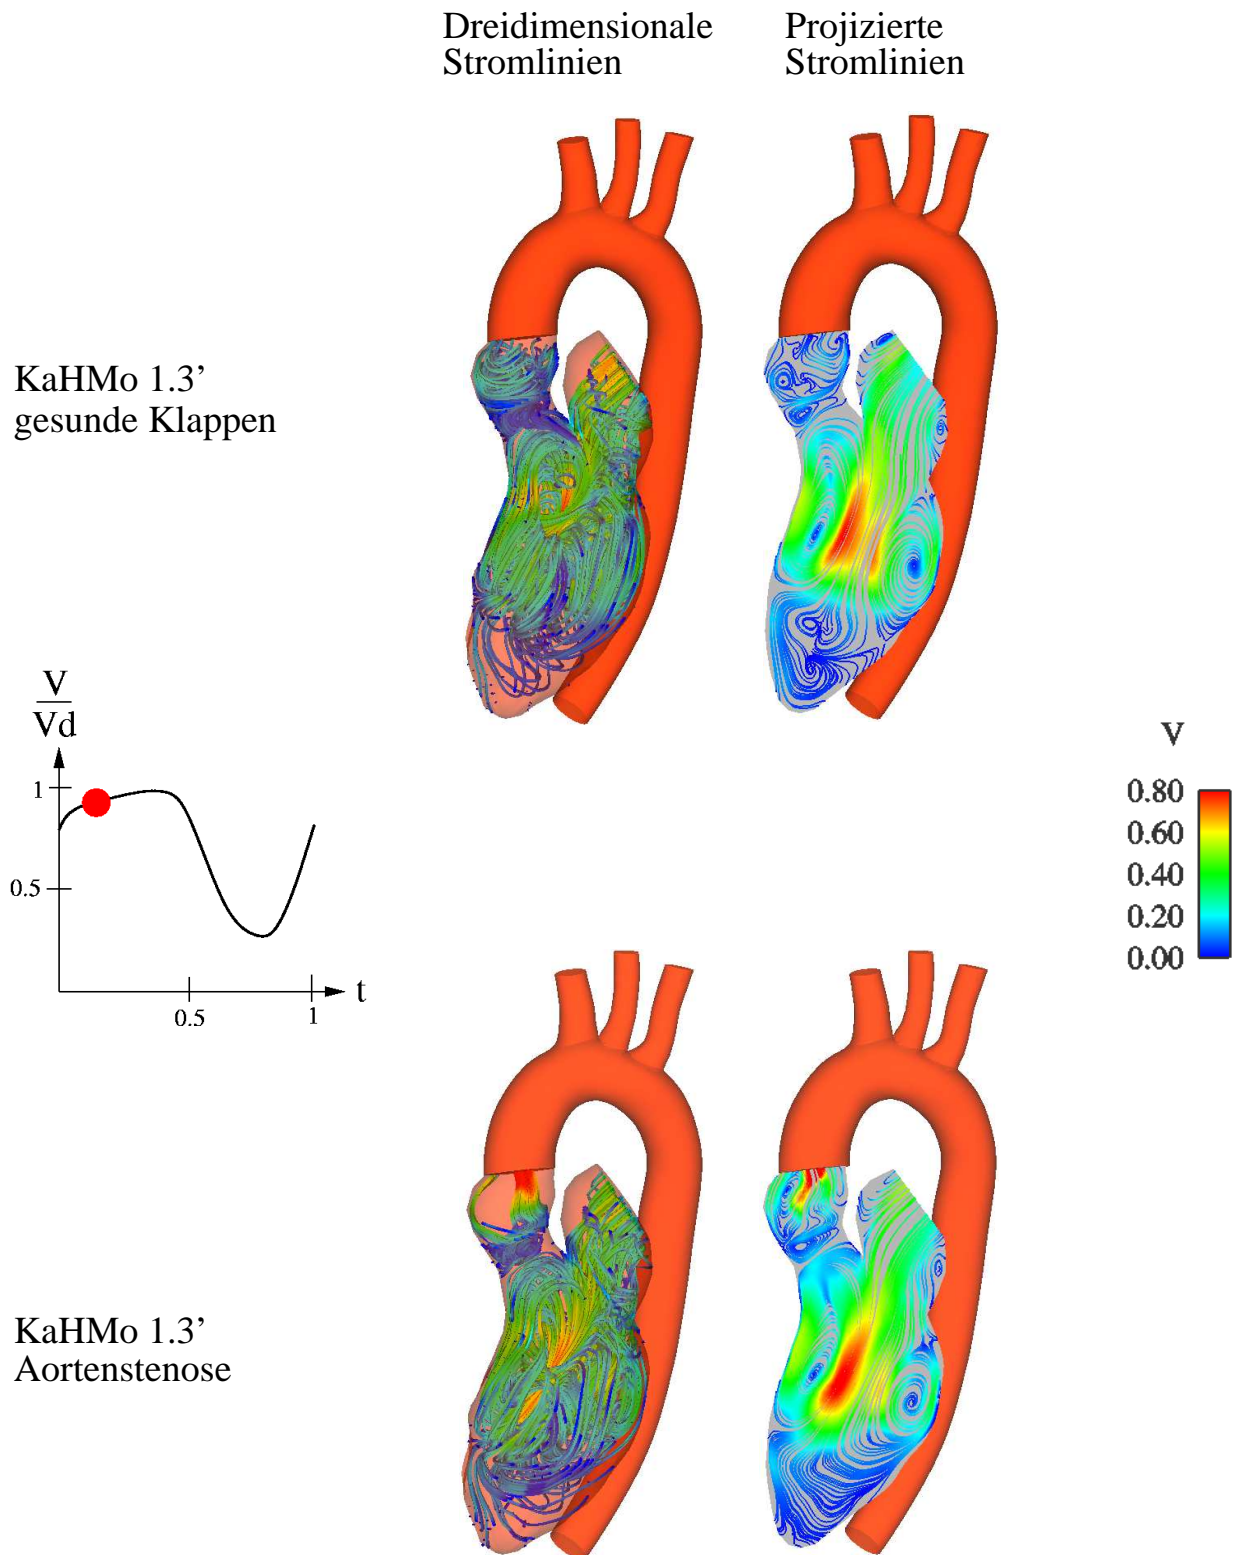 Dreidimensionale
Stromlinien
Projizierte
Stromlinien
KaHMo 1.3’
gesunde Klappen
V
Vd
1
0.5
0.5
1
t
V
0.80
0.60
0.40
0.20
0.00
KaHMo 1.3’
Aortenstenose